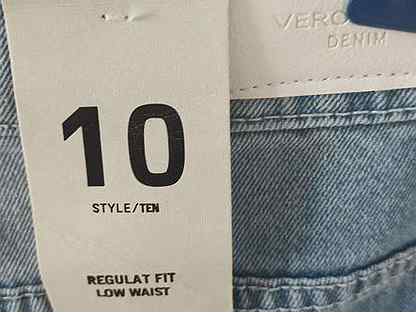 VERO
DENIM
10
STYLE/TEN
REGULAT FIT
LOW WAIST